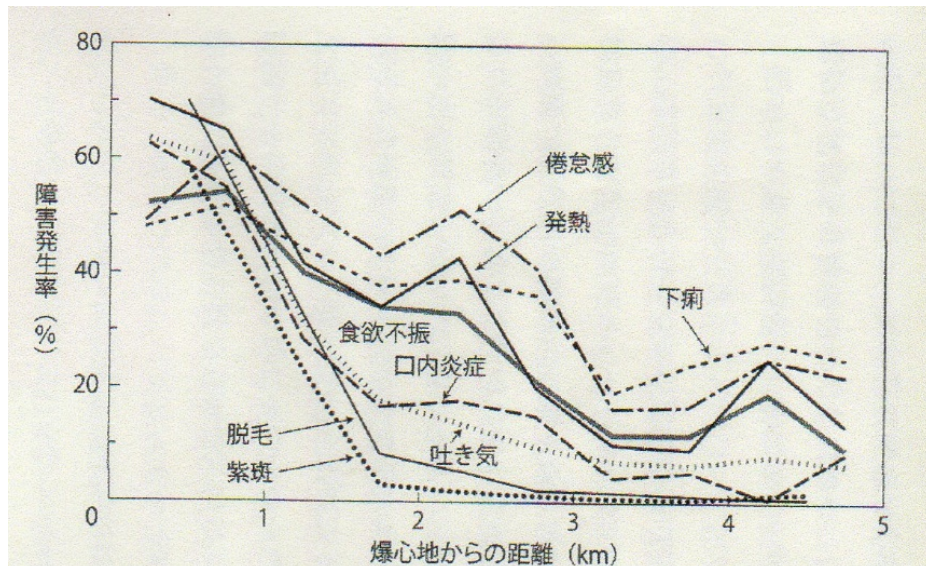 80
60
40
20
0
障害発生率（%）
倦怠感
発熱
下痢
食欲不振
口内炎症
脱毛
吐き気
紫斑
1
2
3
4
5
爆心地からの距離（km）